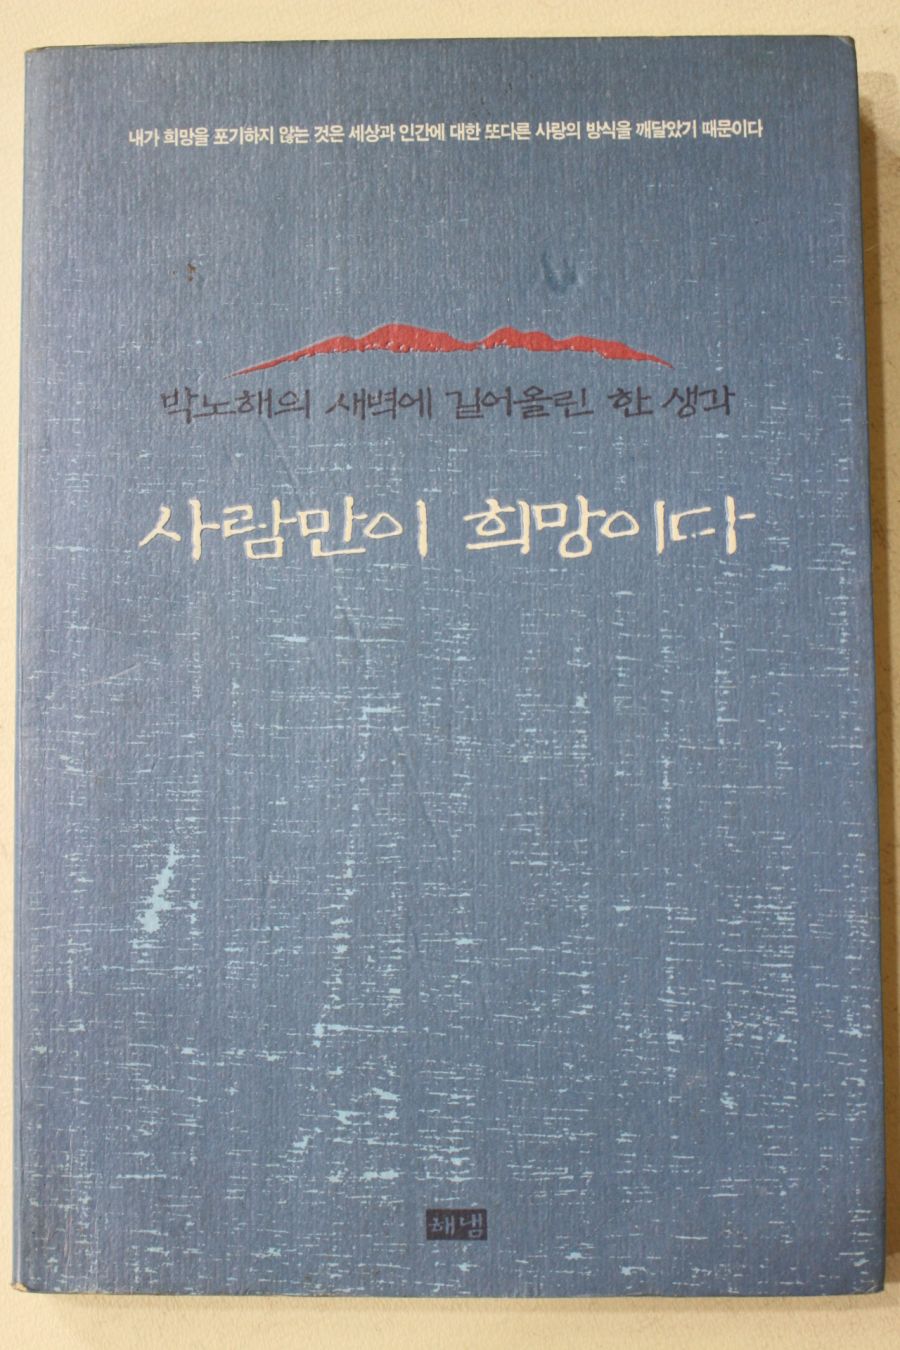 내가 희망을 포기하지 않는 것은 세상과 인간에 대한 또다른 사랑의 방식을 깨달았기 때문이다
박노해의 새벽에 길어올린 한 생각
사람만이 희망이다
해냄